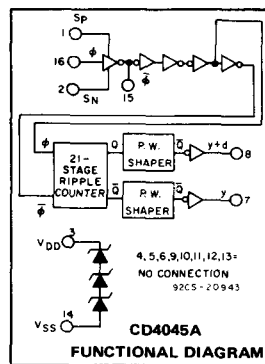 Sp
1
16 ϕ
2
SN
ϕ̅
15
ϕ
21-
STAGE
RIPPLE
COUNTER
ϕ̅
Q P. W. SHAPER Q̅ y+d 8
Q̅ P. W. SHAPER Q̅ y 7
3
VDD
4, 5, 6, 9, 10, 11, 12, 13=
NO CONNECTION
92CS-20943
14
VSS
CD4045A
FUNCTIONAL DIAGRAM